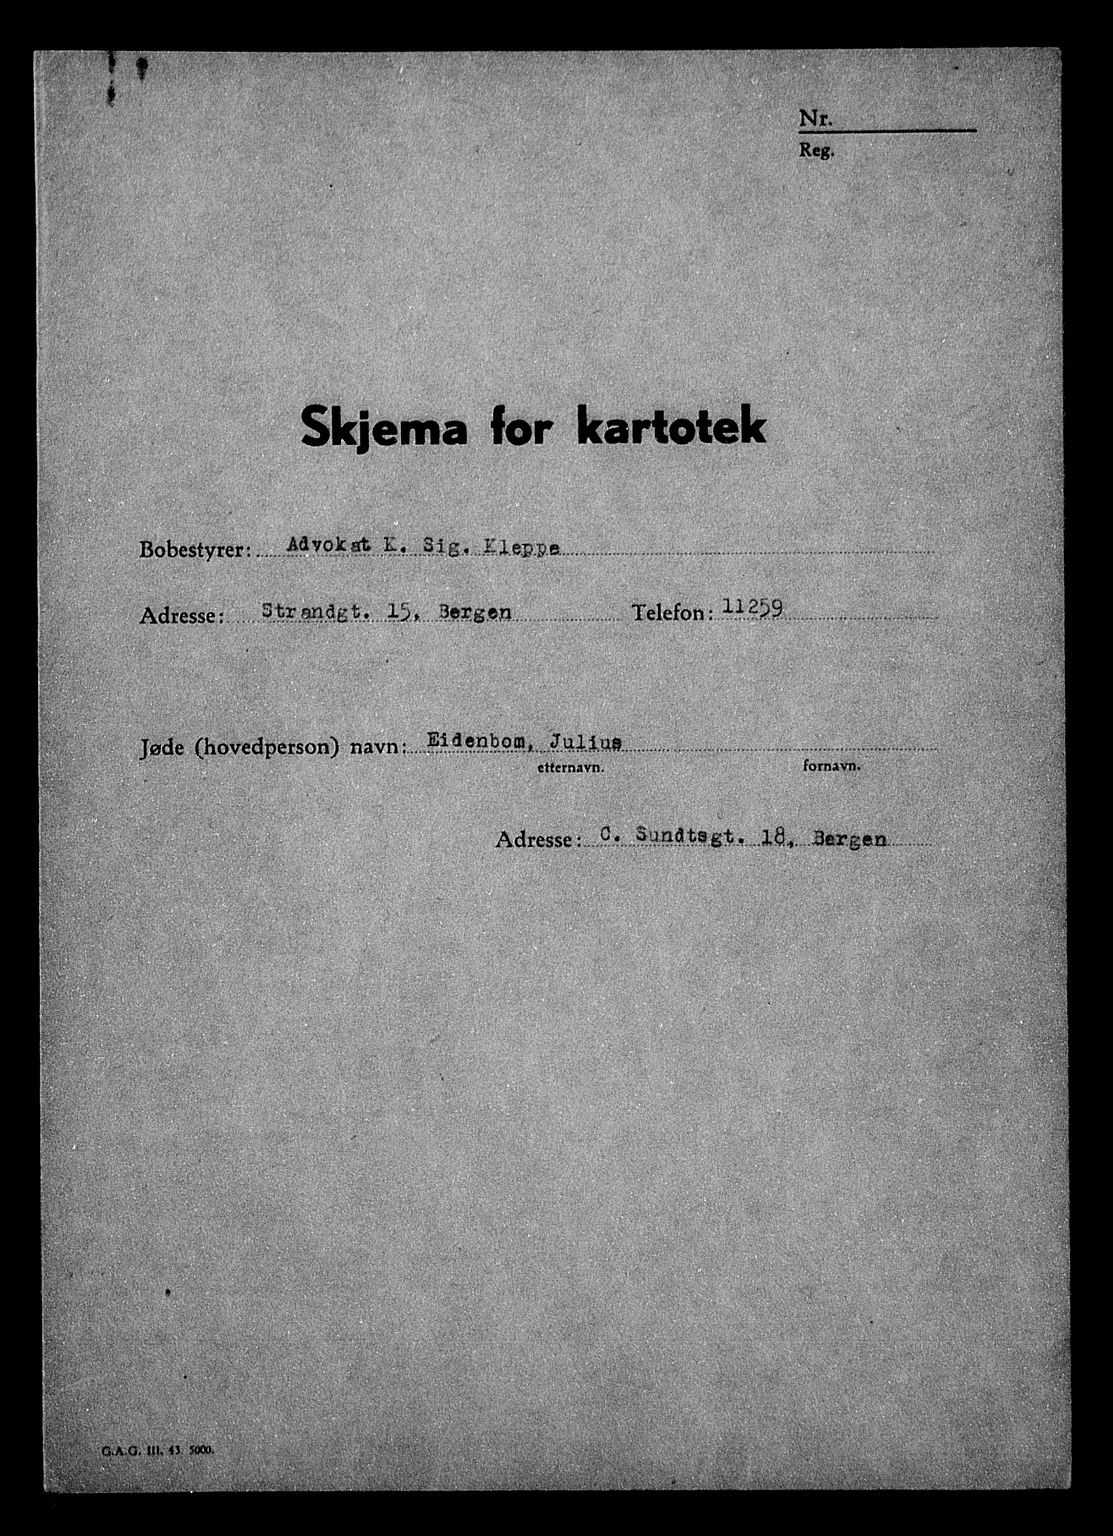 Nr.
Reg.
Skjema for kartotek
Bobestyrer: Advokat K. Sig. Kleppe
Adresse: Strandgt. 15, Bergen Telefon: 11259
Jøde (hovedperson) navn: Eidenbom, Julius
etternavn. fornavn.
Adresse: C. Sundtsgt. 18, Bergen
G.A.G. III. 43 5000.